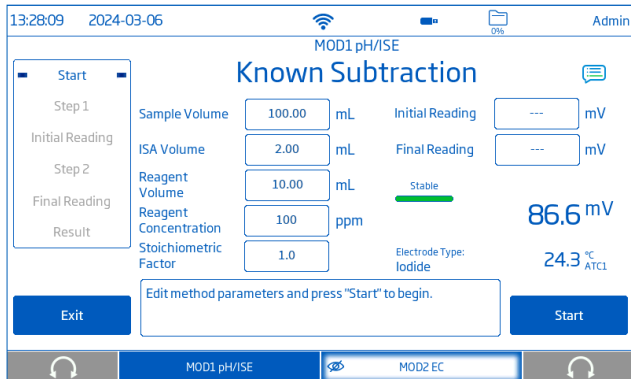 13:28:09 2024-03-06 0% Admin
MOD1 pH/ISE
Known Subtraction
Start
Step 1
Initial Reading
Step 2
Final Reading
Result
Sample Volume 100.00 mL
ISA Volume 2.00 mL
Reagent
Volume 10.00 mL
Reagent
Concentration 100 ppm
Stoichiometric
Factor 1.0
Initial Reading --- mV
Final Reading --- mV
Stable
86.6 mV
Electrode Type:
Iodide
24.3 °C
ATC1
Edit method parameters and press "Start" to begin.
Exit
Start
MOD1 pH/ISE MOD2 EC